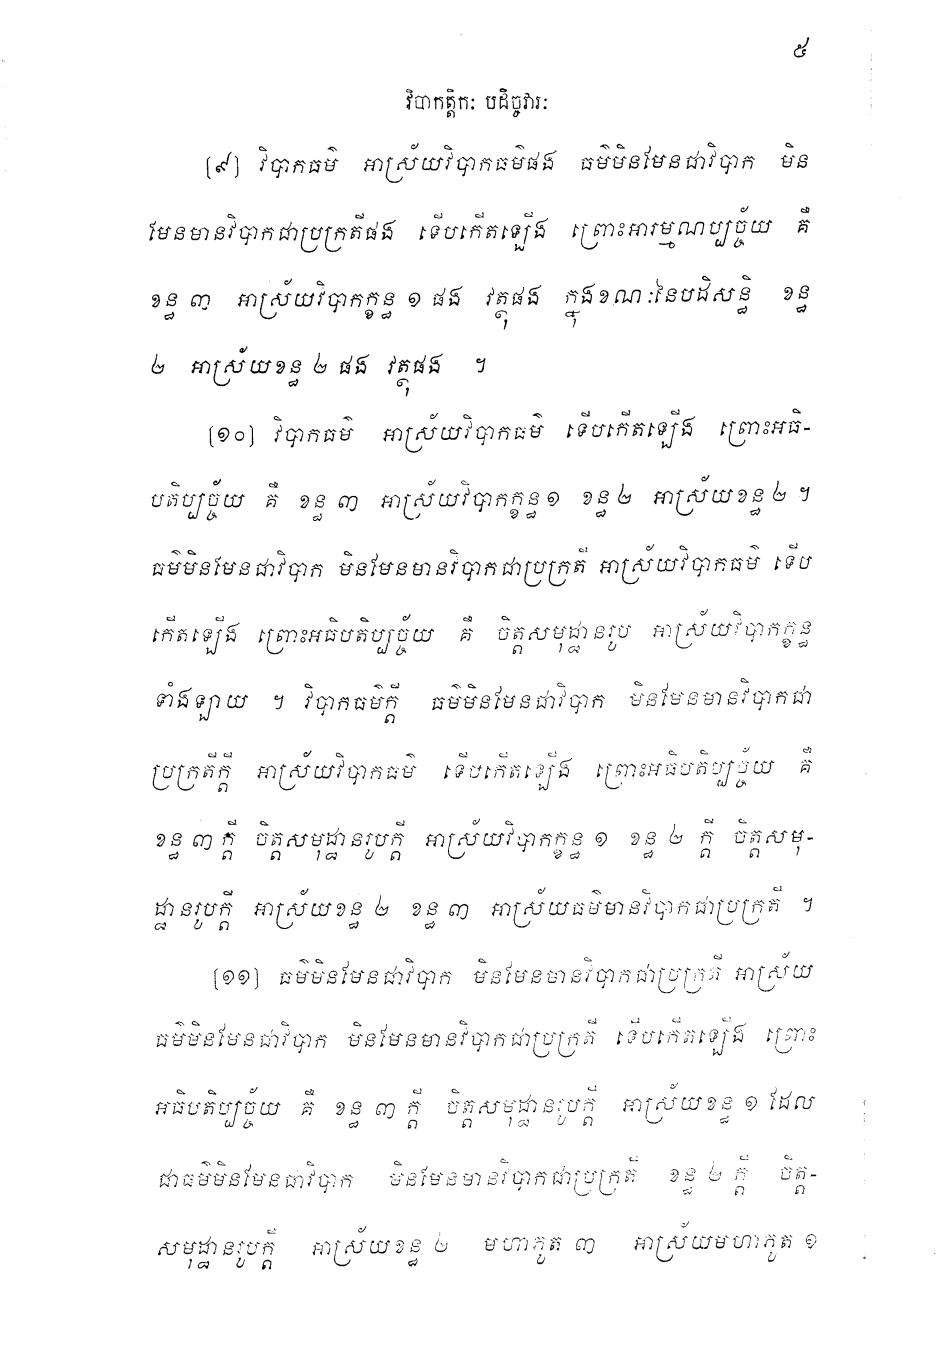 ៥
វិបាកត្តិកៈ បដិច្ចវារៈ
[៩] វិបាកធម៌ អាស្រ័យវិបាកធម៌ផង ធម៌មិនមែនជាវិបាក មិន
មែនមានវិបាកជាប្រក្រតីផង ទើបកើតឡើង ព្រោះអារម្មណប្បច្ច័យ គឺ
ខន្ធ ៣ អាស្រ័យវិបាកក្ខន្ធ ១ ផង វត្ថុផង ក្នុងខណៈនៃបដិសន្ធិ ខន្ធ
២ អាស្រ័យខន្ធ ២ ផង វត្ថុផង ។
[១០] វិបាកធម៌ អាស្រ័យវិបាកធម៌ ទើបកើតឡើង ព្រោះអធិ-
បតិប្បច្ច័យ គឺ ខន្ធ ៣ អាស្រ័យវិបាកក្ខន្ធ ១ ខន្ធ ២ អាស្រ័យខន្ធ ២ ។
ធម៌មិនមែនជាវិបាក មិនមែនមានវិបាកជាប្រក្រតី អាស្រ័យវិបាកធម៌ ទើប
កើតឡើង ព្រោះអធិបតិប្បច្ច័យ គឺ ចិត្តសមុដ្ឋានរូប អាស្រ័យវិបាកក្ខន្ធ
ទាំងឡាយ ។ វិបាកធម៌ក្តី ធម៌មិនមែនជាវិបាក មិនមែនមានវិបាកជា
ប្រក្រតីក្តី អាស្រ័យវិបាកធម៌ ទើបកើតឡើង ព្រោះអធិបតិប្បច្ច័យ គឺ
ខន្ធ ៣ ក្តី ចិត្តសមុដ្ឋានរូបក្តី អាស្រ័យវិបាកក្ខន្ធ ១ ខន្ធ ២ ក្តី ចិត្តសមុ-
ដ្ឋានរូបក្តី អាស្រ័យខន្ធ ២ ខន្ធ ៣ អាស្រ័យធម៌មានវិបាកជាប្រក្រតី ។
[១១] ធម៌មិនមែនជាវិបាក មិនមែនមានវិបាកជាប្រក្រតី អាស្រ័យ
ធម៌មិនមែនជាវិបាក មិនមែនមានវិបាកជាប្រក្រតី ទើបកើតឡើង ព្រោះ
អធិបតិប្បច្ច័យ គឺ ខន្ធ ៣ ក្តី ចិត្តសមុដ្ឋានរូបក្តី អាស្រ័យខន្ធ ១ ដែល
ជាធម៌មិនមែនជាវិបាក មិនមែនមានវិបាកជាប្រក្រតី ខន្ធ ២ ក្តី ចិត្ត-
សមុដ្ឋានរូបក្តី អាស្រ័យខន្ធ ២ មហាភូត ៣ អាស្រ័យមហាភូត ១